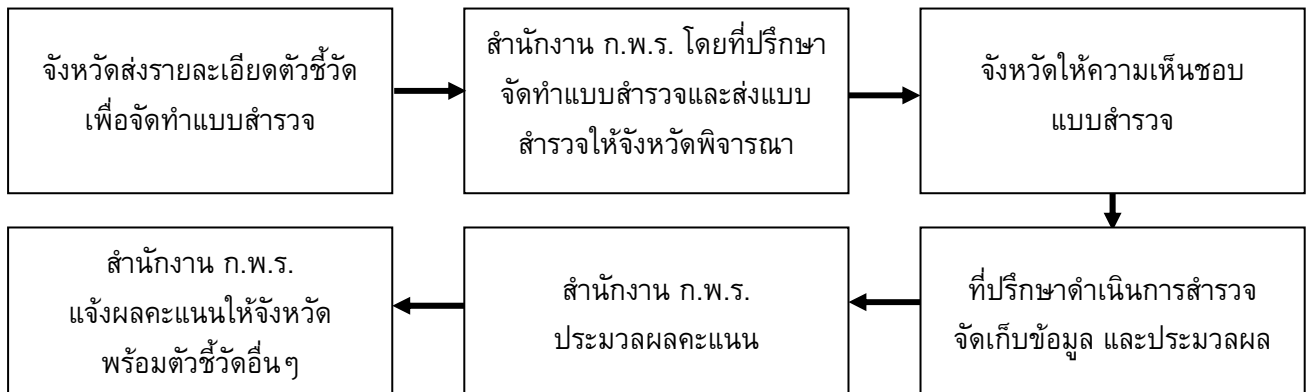 จังหวัดส่งรายละเอียดตัวชี้วัด
เพื่อจัดทำแบบสำรวจ
สำนักงาน ก.พ.ร. โดยที่ปรึกษา
จัดทำแบบสำรวจและส่งแบบ
สำรวจให้จังหวัดพิจารณา
จังหวัดให้ความเห็นชอบ
แบบสำรวจ
ที่ปรึกษาดำเนินการสำรวจ
จัดเก็บข้อมูล และประมวลผล
สำนักงาน ก.พ.ร.
ประมวลผลคะแนน
สำนักงาน ก.พ.ร.
แจ้งผลคะแนนให้จังหวัด
พร้อมตัวชี้วัดอื่นๆ